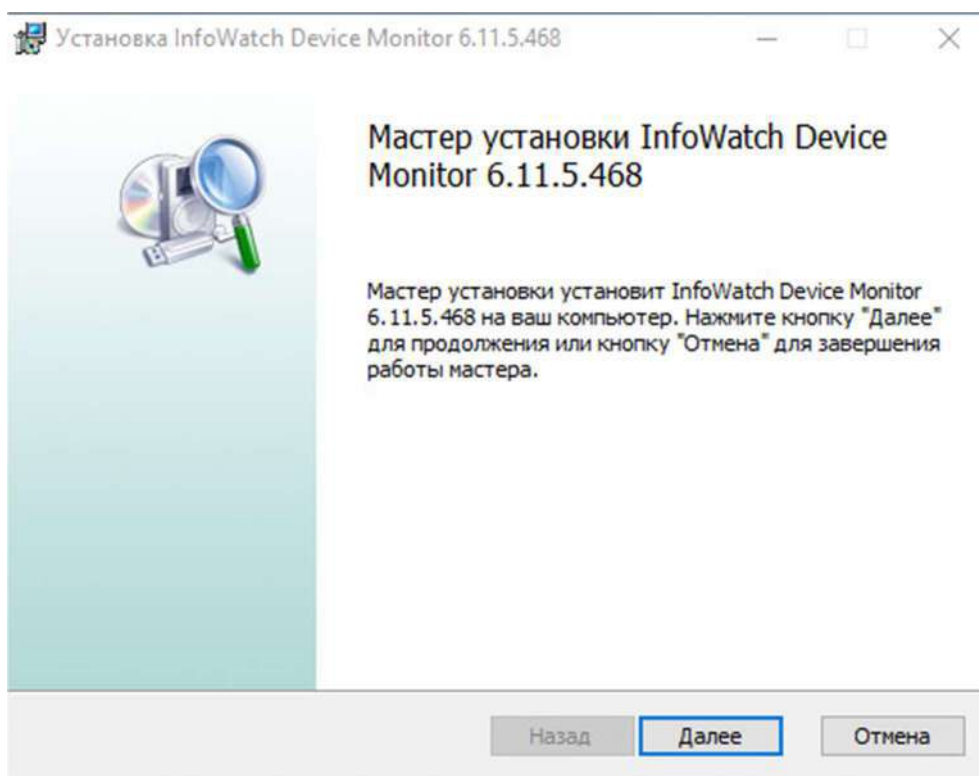 Установка InfoWatch Device Monitor 6.11.5.468
Мастер установки InfoWatch Device
Monitor 6.11.5.468
Мастер установки установит InfoWatch Device Monitor
6.11.5.468 на ваш компьютер. Нажмите кнопку "Далее"
для продолжения или кнопку "Отмена" для завершения
работы мастера.
Назад
Далее
Отмена